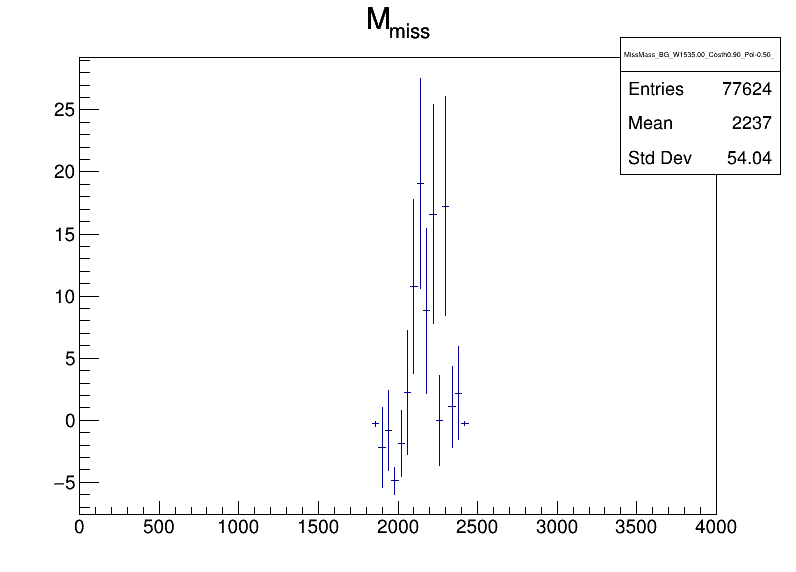 M_miss
MissMass_BG_W1535.00_Costh0.90_Pol-0.50_
Entries 77624
Mean 2237
Std Dev 54.04
25
20
15
10
5
0
−5
0 500 1000 1500 2000 2500 3000 3500 4000